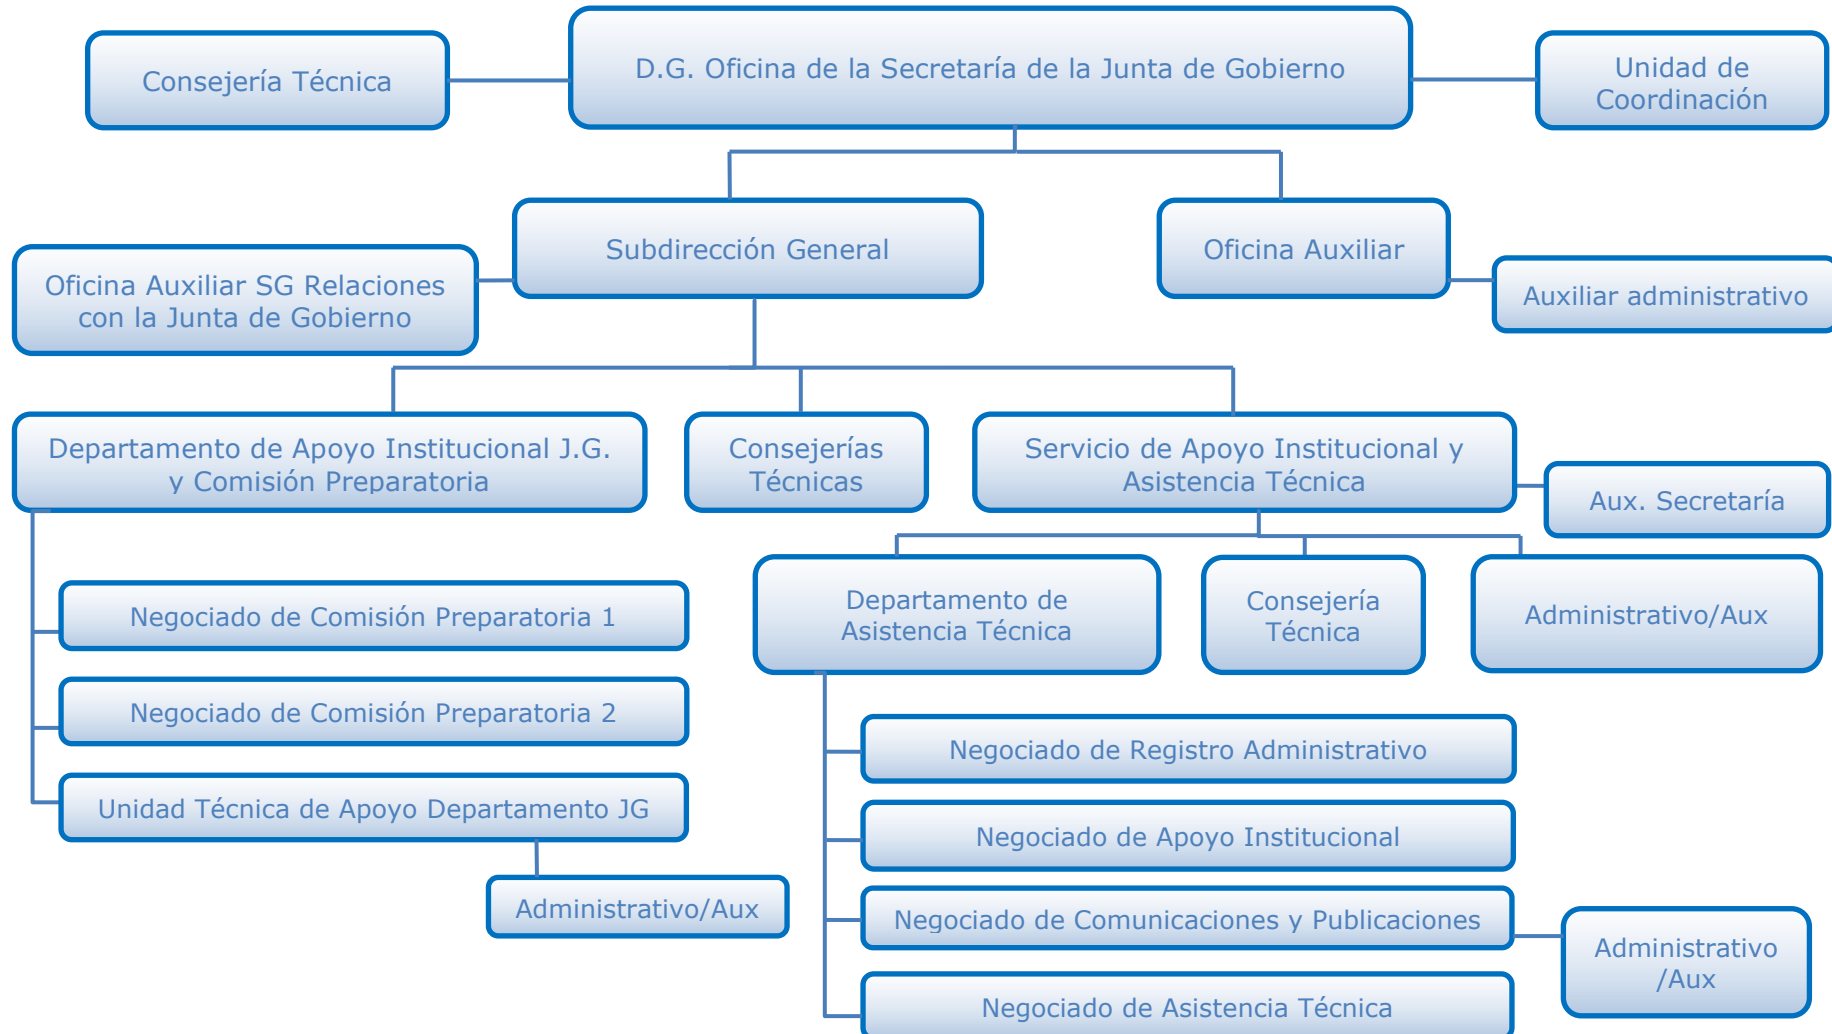 Consejería Técnica
D.G. Oficina de la Secretaría de la Junta de Gobierno
Unidad de
Coordinación
Subdirección General
Oficina Auxiliar
Oficina Auxiliar SG Relaciones
con la Junta de Gobierno
Auxiliar administrativo
Departamento de Apoyo Institucional J.G.
y Comisión Preparatoria
Consejerías
Técnicas
Servicio de Apoyo Institucional y
Asistencia Técnica
Aux. Secretaría
Negociado de Comisión Preparatoria 1
Negociado de Comisión Preparatoria 2
Unidad Técnica de Apoyo Departamento JG
Administrativo/Aux
Departamento de
Asistencia Técnica
Consejería
Técnica
Administrativo/Aux
Negociado de Registro Administrativo
Negociado de Apoyo Institucional
Negociado de Comunicaciones y Publicaciones
Administrativo
/Aux
Negociado de Asistencia Técnica